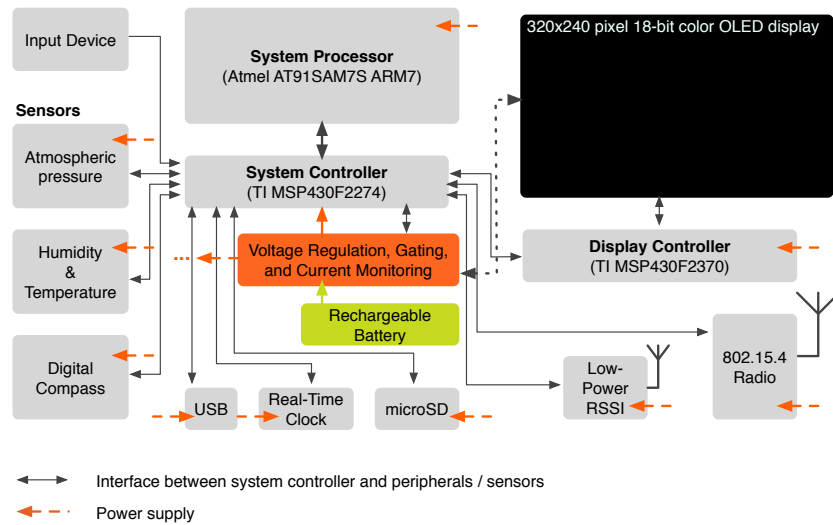 Input Device
System Processor
(Atmel AT91SAM7S ARM7)
320x240 pixel 18-bit color OLED display
Sensors
Atmospheric
pressure
System Controller
(TI MSP430F2274)
Humidity
&
Temperature
Voltage Regulation, Gating,
and Current Monitoring
Display Controller
(TI MSP430F2370)
Rechargeable
Battery
Digital
Compass
USB
Real-Time
Clock
microSD
Low-
Power
RSSI
802.15.4
Radio
Interface between system controller and peripherals / sensors
Power supply